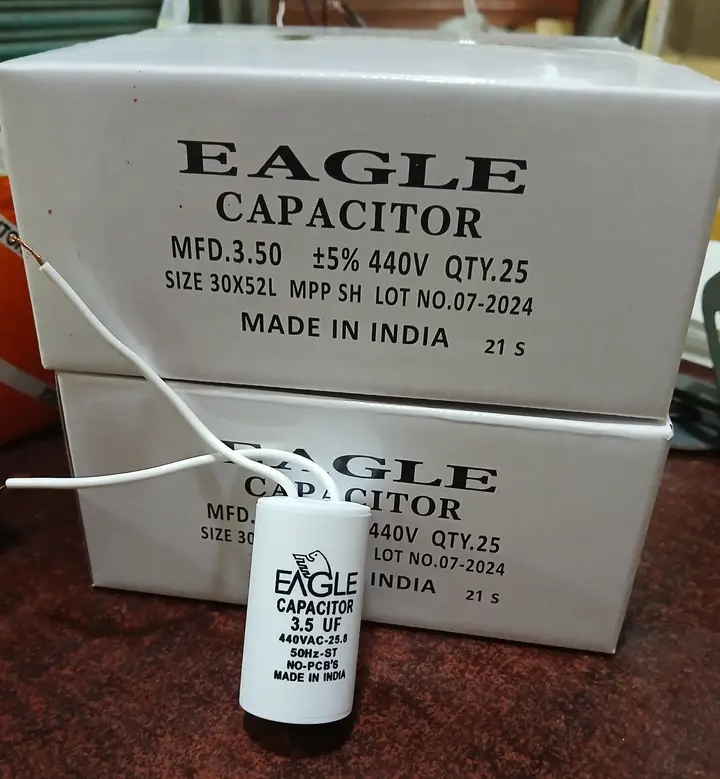 EAGLE
CAPACITOR
MFD.3.50 ±5% 440V QTY.25
SIZE 30X52L MPP SH LOT NO.07-2024
MADE IN INDIA 21 S
EAGLE
CAPACITOR
MFD. 440V QTY.25
SIZE 30 LOT NO.07-2024
INDIA 21 S
EAGLE
CAPACITOR
3.5 UF
440VAC-25.8
50Hz-ST
NO-PCB'S
MADE IN INDIA